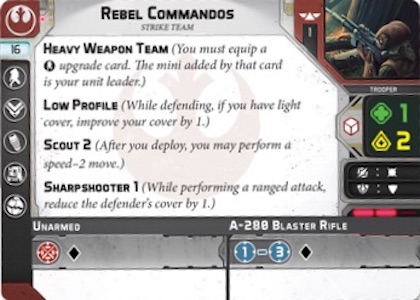 REBEL COMMANDOS
STRIKE TEAM
16
HEAVY WEAPON TEAM (You must equip a
upgrade card. The mini added by that card
is your unit leader.)
LOW PROFILE (While defending, if you have light
cover, improve your cover by 1.)
SCOUT 2 (After you deploy, you may perform a
speed–2 move.)
SHARPSHOOTER 1 (While performing a ranged attack,
reduce the defender's cover by 1.)
1
TROOPER
1
2
: 
UNARMED
A-280 BLASTER RIFLE
1–3